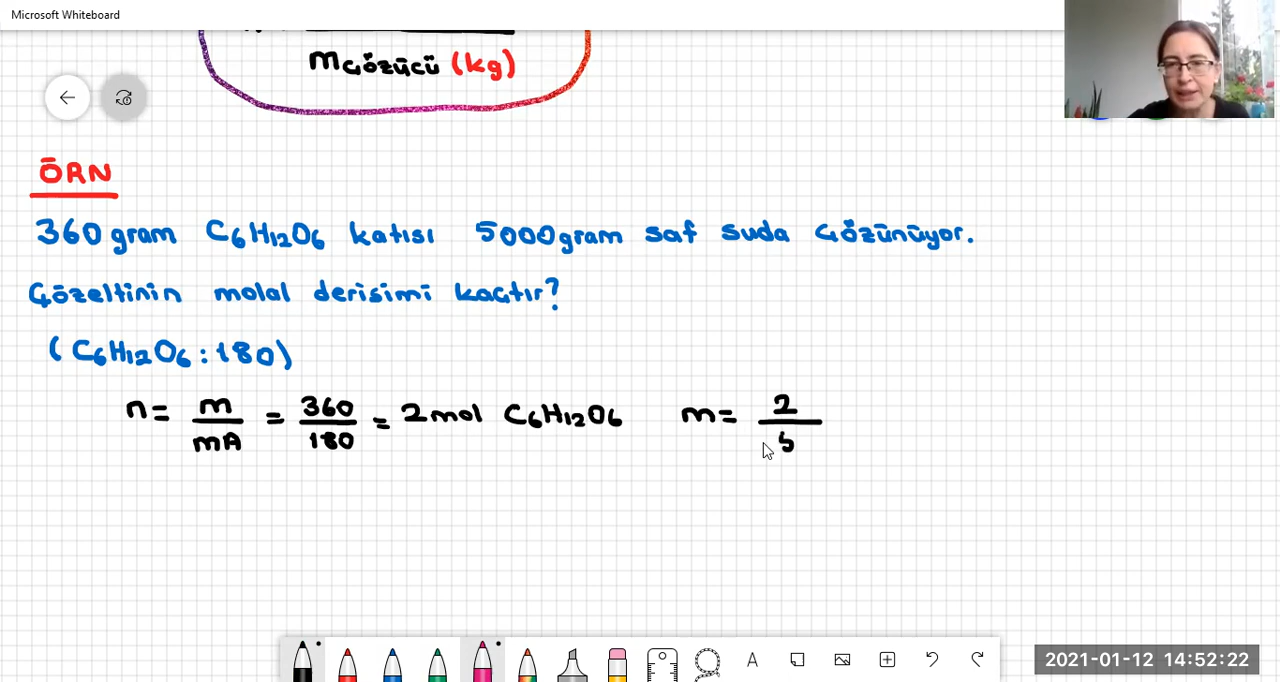 Microsoft Whiteboard
mçözücü (kg)
ÖRN
360 gram C6H12O6 katısı 5000 gram saf suda çözünüyor.
Çözeltinin molal derişimi kaçtır?
(C6H12O6 : 180)
n = m/mA = 360/180 = 2 mol C6H12O6 m = 2/5
2021-01-12 14:52:22